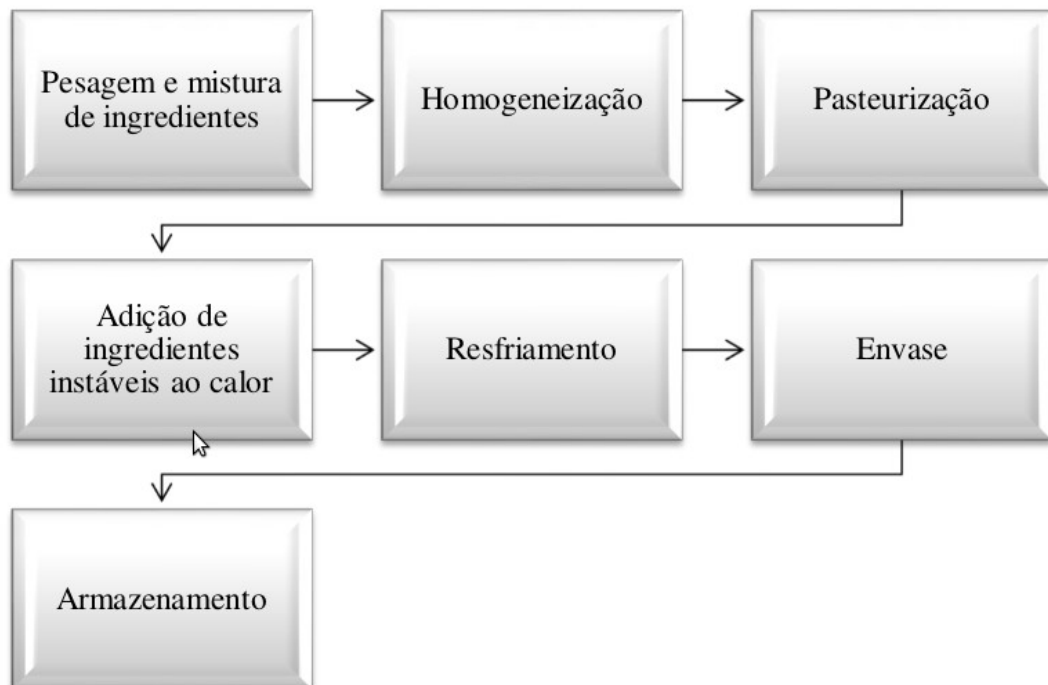 Pesagem e mistura
de ingredientes
Homogeneização
Pasteurização
Adição de
ingredientes
instáveis ao calor
Resfriamento
Envase
Armazenamento